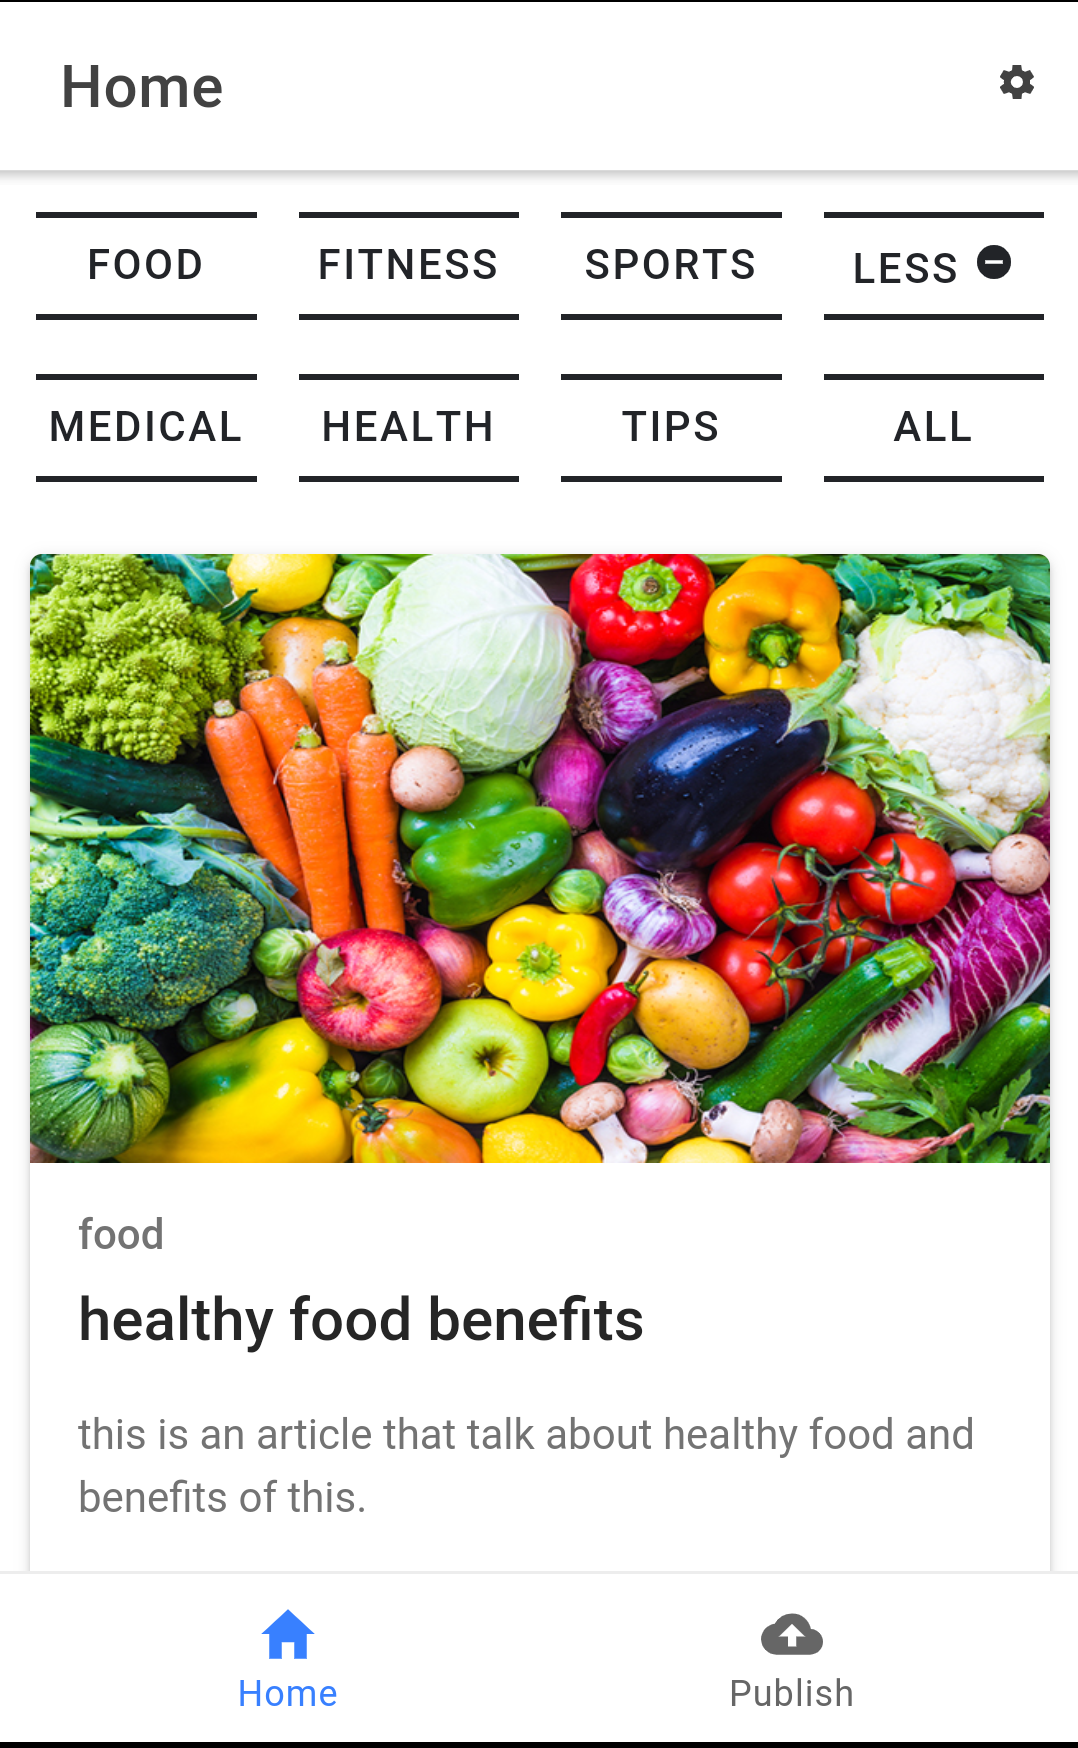 Home
FOOD FITNESS SPORTS LESS
MEDICAL HEALTH TIPS ALL
food
healthy food benefits
this is an article that talk about healthy food and
benefits of this.
Home Publish